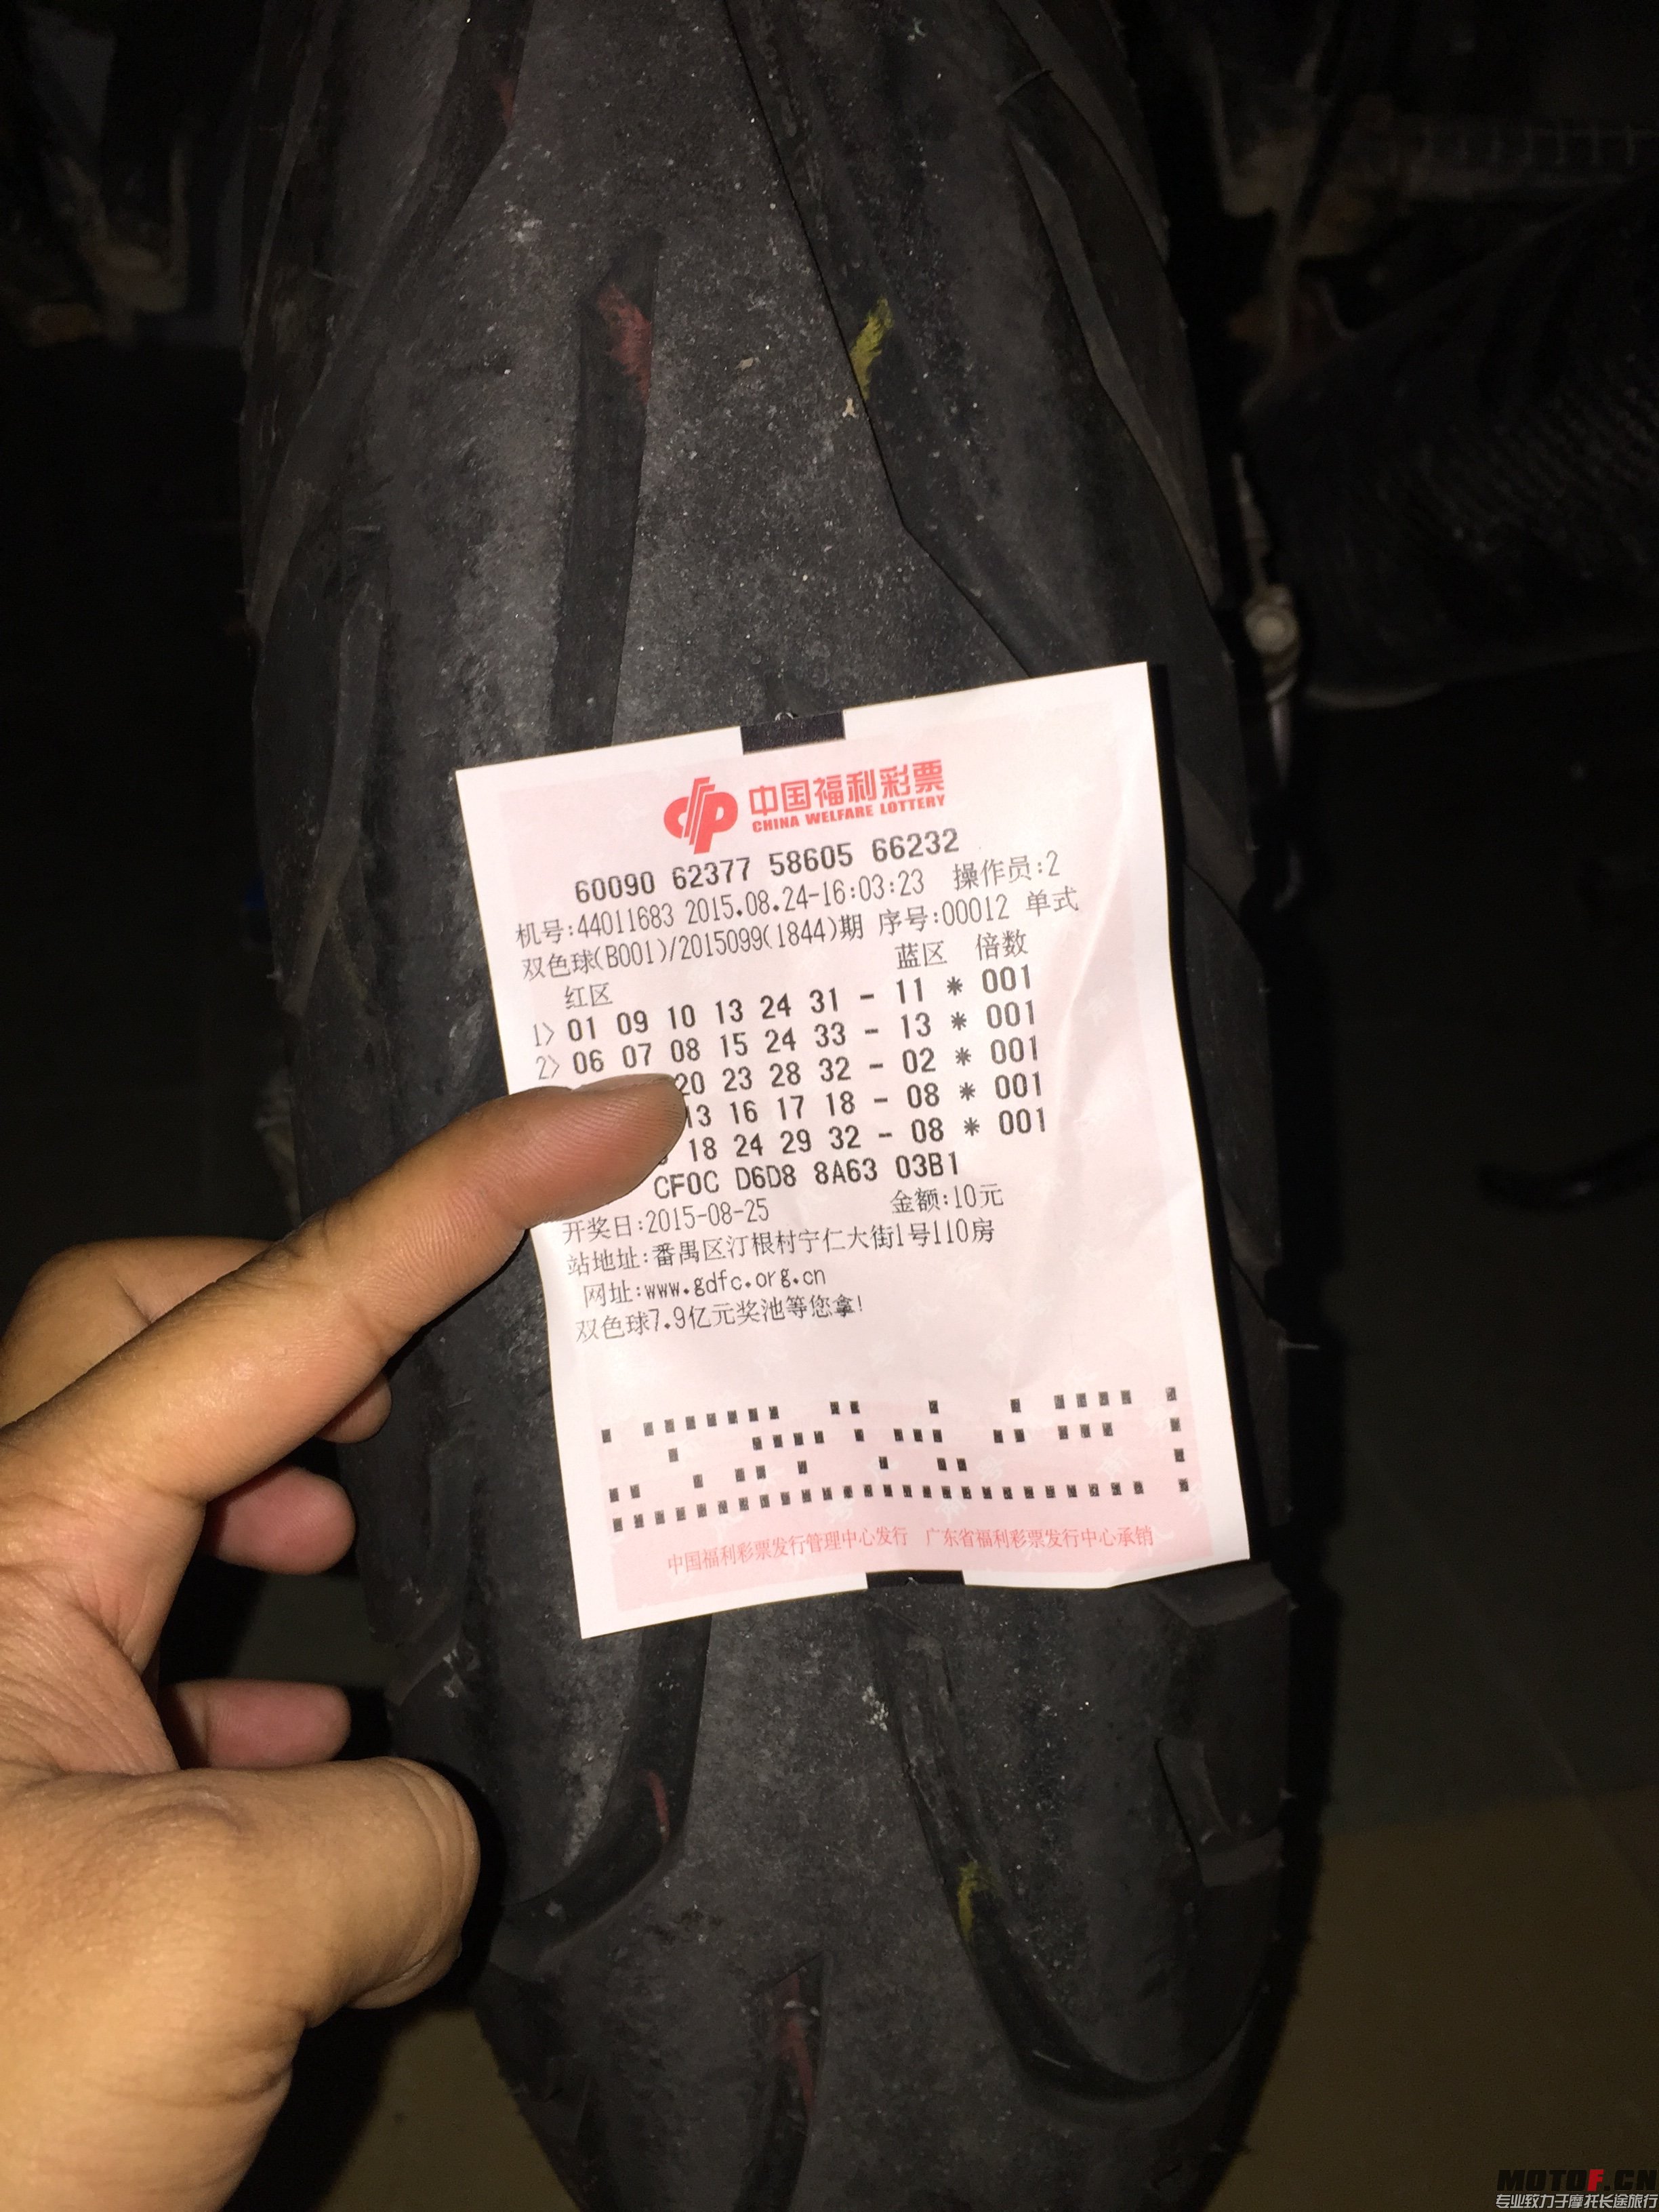 中国福利彩票
CHINA WELFARE LOTTERY
60090 62377 58605 66232
机号:44011683 2015.08.24-16:03:23 操作员:2
双色球(B001)/2015099(1844)期 序号:00012 单式
红区 蓝区 倍数
1> 01 09 10 13 24 31 - 11 * 001
2> 06 07 08 15 24 33 - 13 * 001
20 23 28 32 - 02 * 001
13 16 17 18 - 08 * 001
18 24 29 32 - 08 * 001
CF0C D6D8 8A63 03B1
开奖日:2015-08-25 金额:10元
站地址:番禺区汀根村宁仁大街1号110房
网址:www.gdfc.org.cn
双色球7.9亿元奖池等您拿!
中国福利彩票发行管理中心发行 广东省福利彩票发行中心承销
MOTOF.CN
专业致力于摩托长途旅行